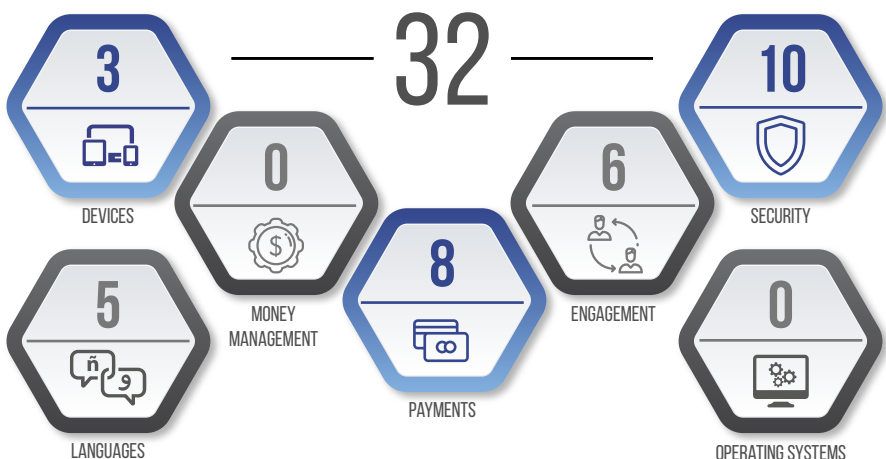 32
3
DEVICES
10
SECURITY
0
MONEY
MANAGEMENT
6
ENGAGEMENT
8
PAYMENTS
5
ñ
و
LANGUAGES
0
OPERATING SYSTEMS
$